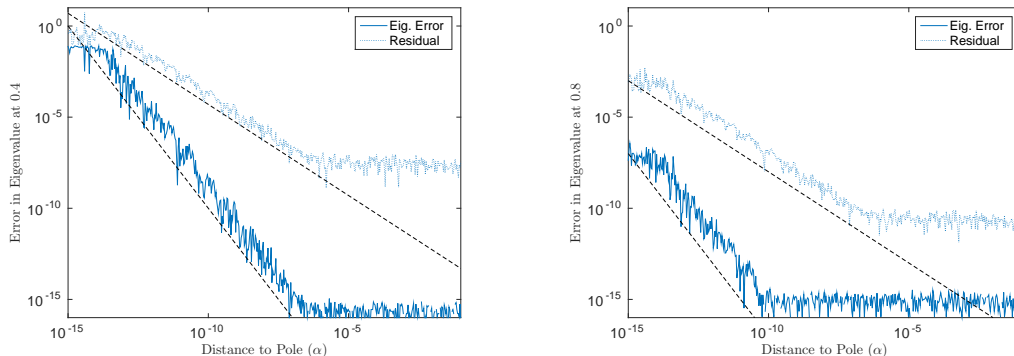 Eig. Error
Residual
10^0
10^-5
10^-10
10^-15
Error in Eigenvalue at 0.4
10^-15
10^-10
10^-5
Distance to Pole (α)
Eig. Error
Residual
10^0
10^-5
10^-10
10^-15
Error in Eigenvalue at 0.8
10^-15
10^-10
10^-5
Distance to Pole (α)